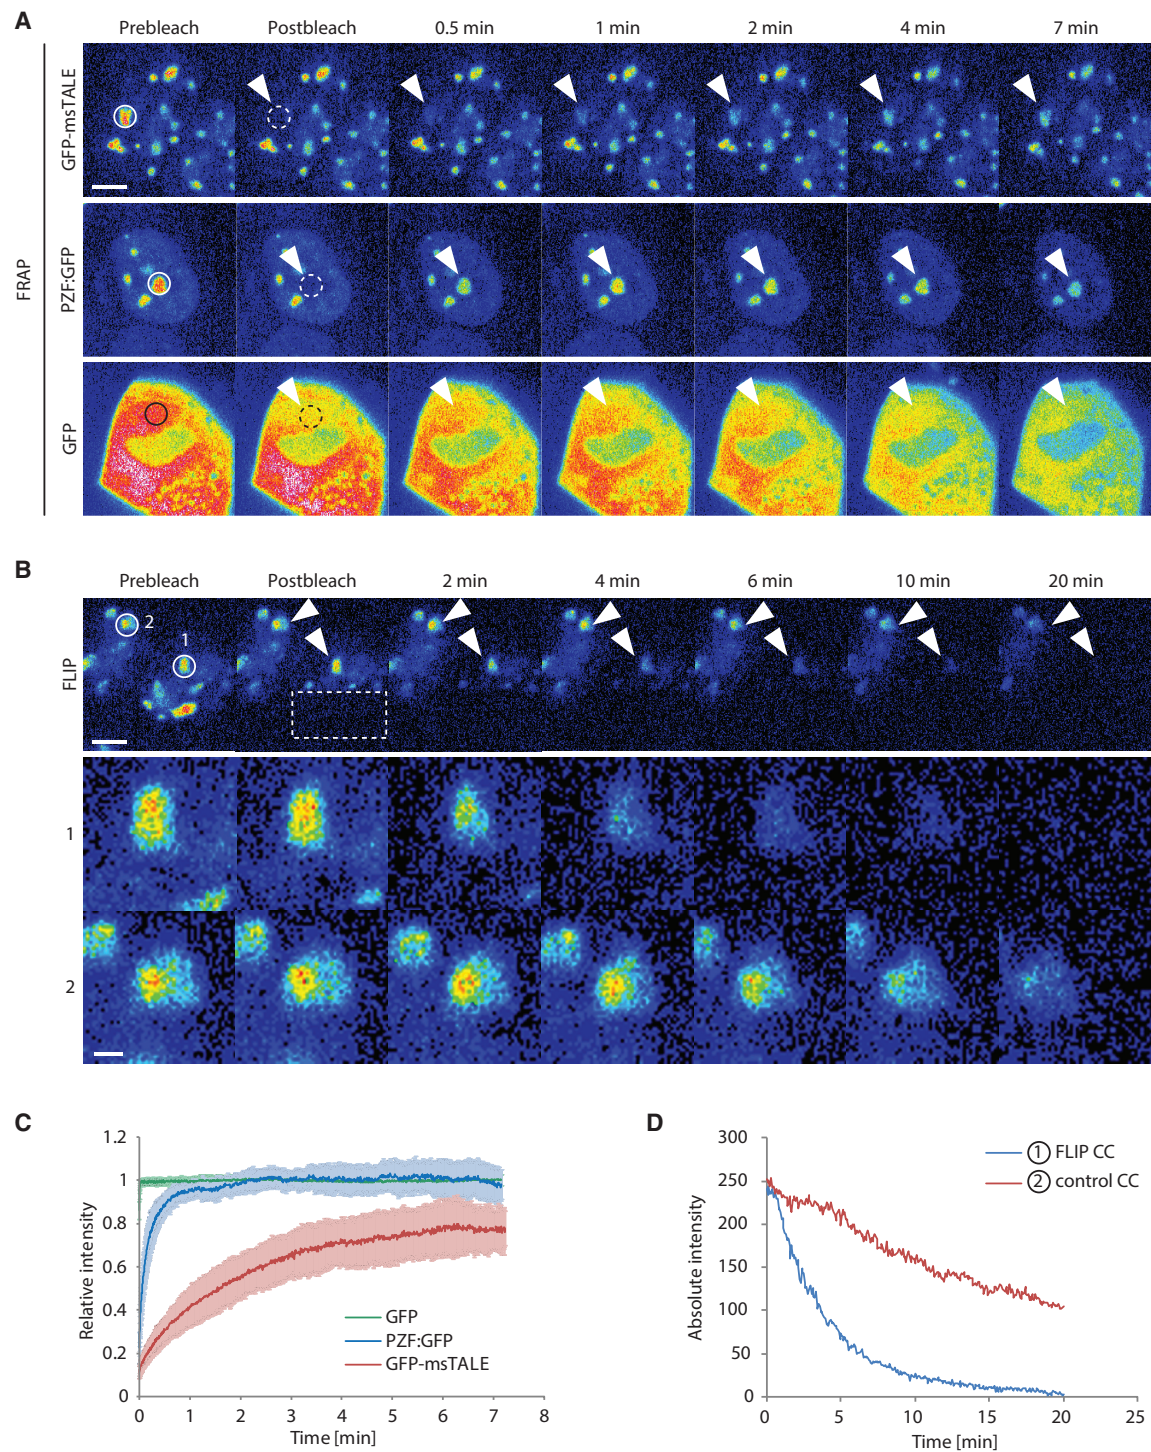 A
Prebleach Postbleach 0.5 min 1 min 2 min 4 min 7 min
FRAP
GFP-msTALE
PZF:GFP
GFP
B
Prebleach Postbleach 2 min 4 min 6 min 10 min 20 min
FLIP
2
1
1
2
C
Relative intensity
1.2
1
0.8
0.6
0.4
0.2
0
GFP
PZF:GFP
GFP-msTALE
0 1 2 3 4 5 6 7 8
Time [min]
D
Absolute intensity
300
250
200
150
100
50
0
1 FLIP CC
2 control CC
0 5 10 15 20 25
Time [min]